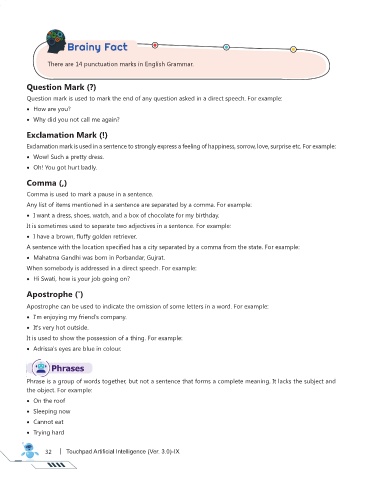 Brainy Fact
There are 14 punctuation marks in English Grammar.
Question Mark (?)
Question mark is used to mark the end of any question asked in a direct speech. For example:
• How are you?
• Why did you not call me again?
Exclamation Mark (!)
Exclamation mark is used in a sentence to strongly express a feeling of happiness, sorrow, love, surprise etc. For example:
• Wow! Such a pretty dress.
• Oh! You got hurt badly.
Comma (,)
Comma is used to mark a pause in a sentence.
Any list of items mentioned in a sentence are separated by a comma. For example.
• I want a dress, shoes, watch, and a box of chocolate for my birthday.
It is sometimes used to separate two adjectives in a sentence. For example:
• I have a brown, fluffy golden retriever.
A sentence with the location specified has a city separated by a comma from the state. For example:
• Mahatma Gandhi was born in Porbandar, Gujrat.
When somebody is addressed in a direct speech. For example:
• Hi Swati, how is your job going on?
Apostrophe (')
Apostrophe can be used to indicate the omission of some letters in a word. For example:
• I'm enjoying my friend's company.
• It's very hot outside.
It is used to show the possession of a thing. For example:
• Adrissa's eyes are blue in colour.
Phrases
Phrase is a group of words together, but not a sentence that forms a complete meaning. It lacks the subject and
the object. For example:
• On the roof
• Sleeping now
• Cannot eat
• Trying hard
32 | Touchpad Artificial Intelligence (Ver. 3.0)-IX